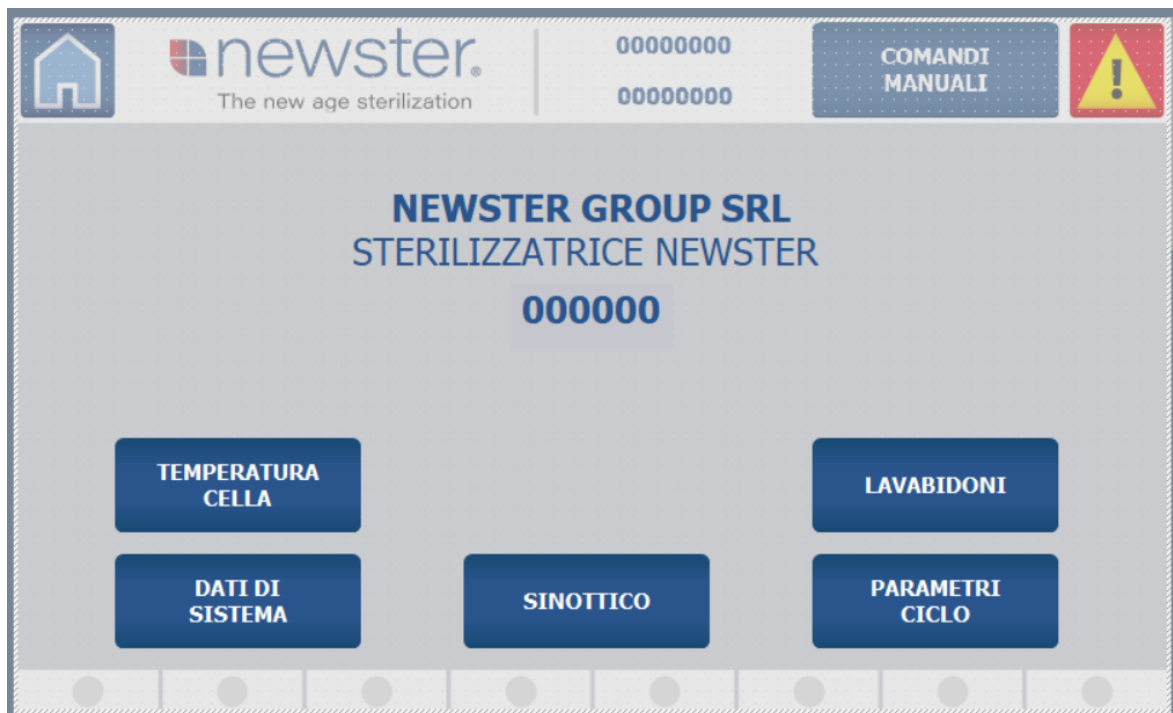 newster®
The new age sterilization
00000000
00000000
COMANDI
MANUALI
!
NEWSTER GROUP SRL
STERILIZZATRICE NEWSTER
000000
TEMPERATURA
CELLA
LAVABIDONI
DATI DI
SISTEMA
SINOTTICO
PARAMETRI
CICLO